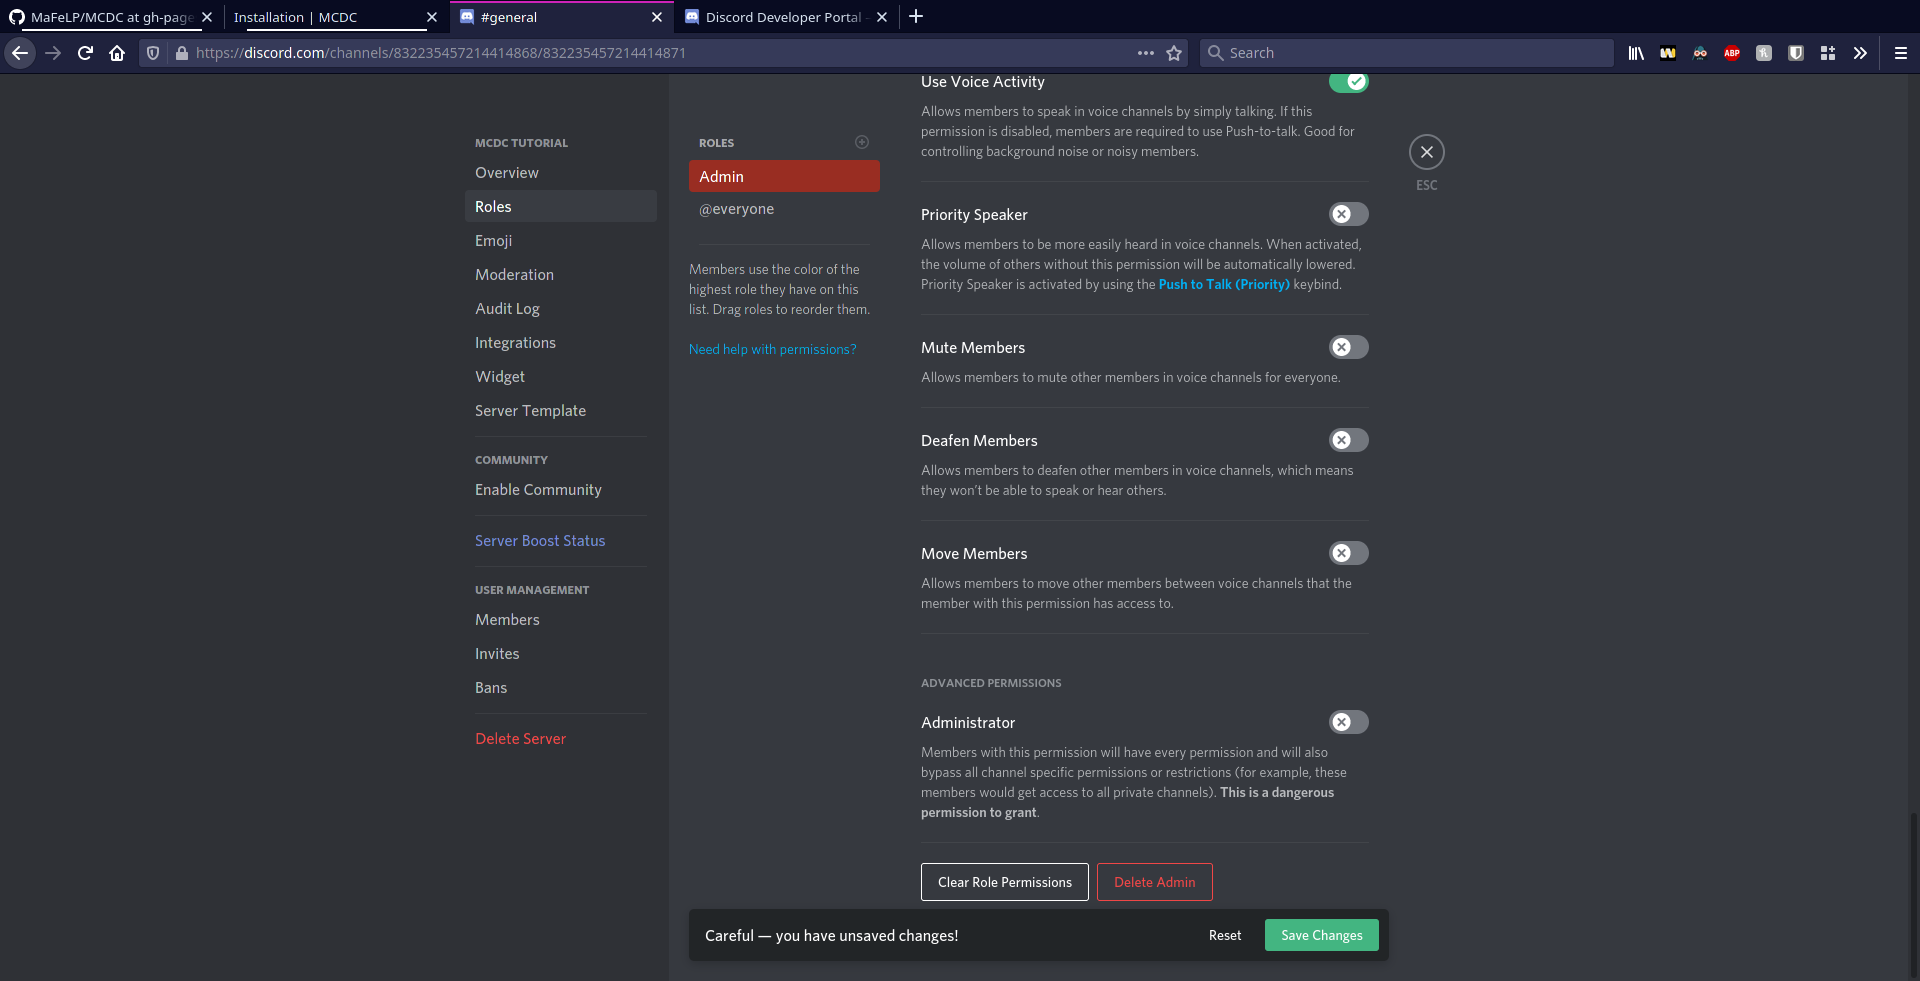 MaFeLP/MCDC at gh-page
Installation | MCDC
#general
Discord Developer Portal -
https://discord.com/channels/832235457214414868/832235457214414871
Search
ABP
MCDC TUTORIAL
Overview
Roles
Emoji
Moderation
Audit Log
Integrations
Widget
Server Template
COMMUNITY
Enable Community
Server Boost Status
USER MANAGEMENT
Members
Invites
Bans
Delete Server
ROLES
Admin
@everyone
Members use the color of the
highest role they have on this
list. Drag roles to reorder them.
Need help with permissions?
Use Voice Activity
Allows members to speak in voice channels by simply talking. If this
permission is disabled, members are required to use Push-to-talk. Good for
controlling background noise or noisy members.
Priority Speaker
Allows members to be more easily heard in voice channels. When activated,
the volume of others without this permission will be automatically lowered.
Priority Speaker is activated by using the Push to Talk (Priority) keybind.
Mute Members
Allows members to mute other members in voice channels for everyone.
Deafen Members
Allows members to deafen other members in voice channels, which means
they won't be able to speak or hear others.
Move Members
Allows members to move other members between voice channels that the
member with this permission has access to.
ADVANCED PERMISSIONS
Administrator
Members with this permission will have every permission and will also
bypass all channel specific permissions or restrictions (for example, these
members would get access to all private channels). This is a dangerous
permission to grant.
Clear Role Permissions
Delete Admin
Careful — you have unsaved changes!
Reset
Save Changes
ESC